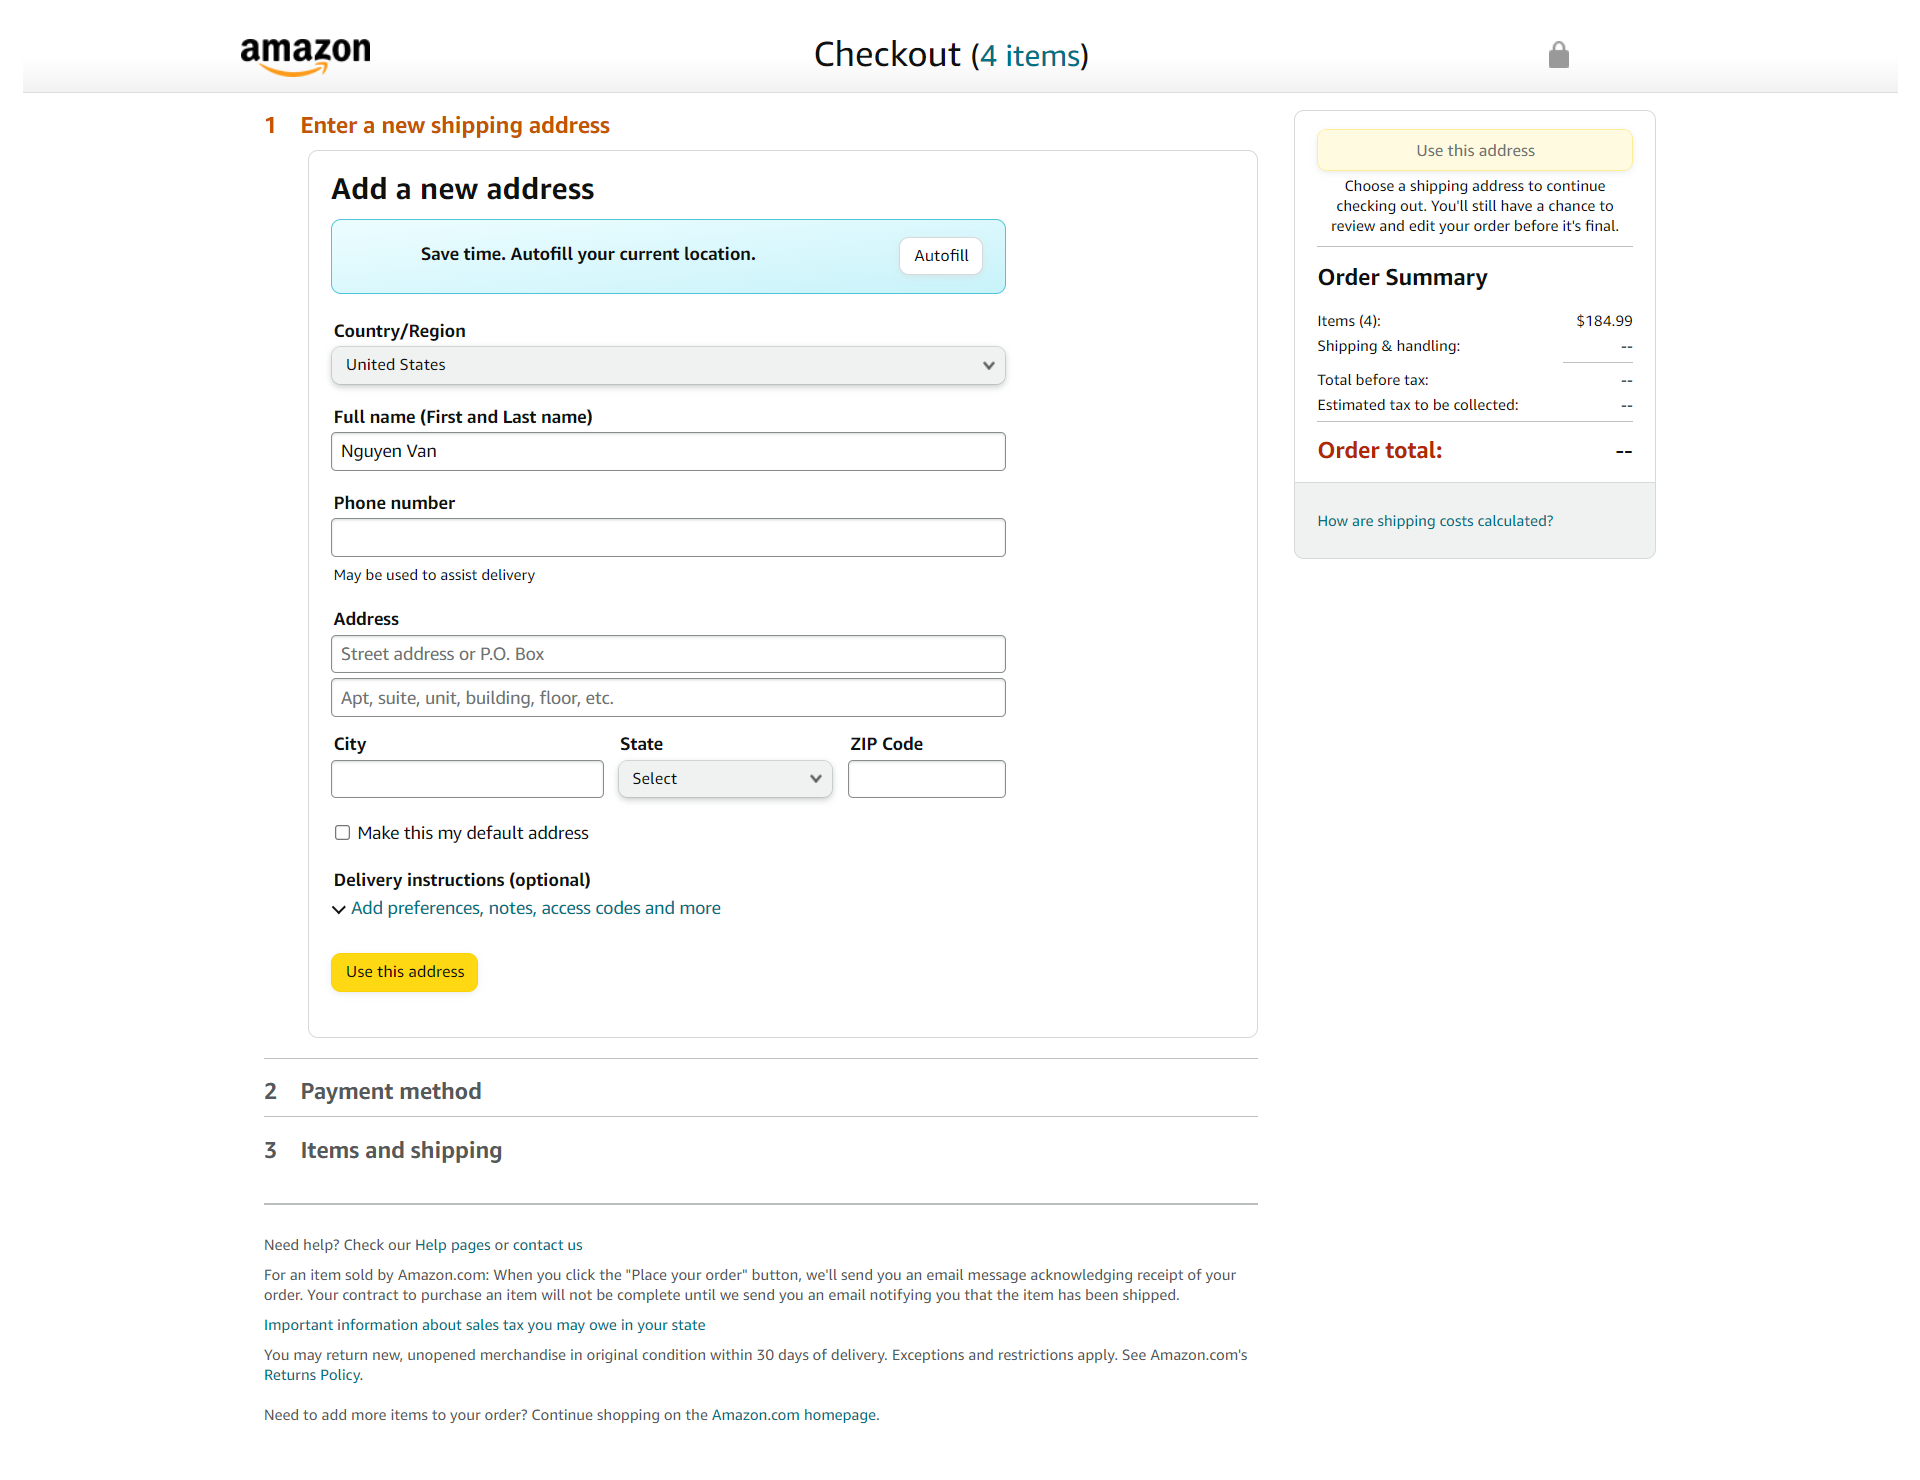 amazon
Checkout (4 items)
1 Enter a new shipping address
Add a new address
Save time. Autofill your current location.
Autofill
Country/Region
United States
Full name (First and Last name)
Nguyen Van
Phone number
May be used to assist delivery
Address
Street address or P.O. Box
Apt, suite, unit, building, floor, etc.
City State ZIP Code
Select
Make this my default address
Delivery instructions (optional)
Add preferences, notes, access codes and more
Use this address
2 Payment method
3 Items and shipping
Need help? Check our Help pages or contact us
For an item sold by Amazon.com: When you click the "Place your order" button, we'll send you an email message acknowledging receipt of your
order. Your contract to purchase an item will not be complete until we send you an email notifying you that the item has been shipped.
Important information about sales tax you may owe in your state
You may return new, unopened merchandise in original condition within 30 days of delivery. Exceptions and restrictions apply. See Amazon.com's
Returns Policy.
Need to add more items to your order? Continue shopping on the Amazon.com homepage.
Use this address
Choose a shipping address to continue
checking out. You'll still have a chance to
review and edit your order before it's final.
Order Summary
Items (4): $184.99
Shipping & handling: --
Total before tax: --
Estimated tax to be collected: --
Order total: --
How are shipping costs calculated?